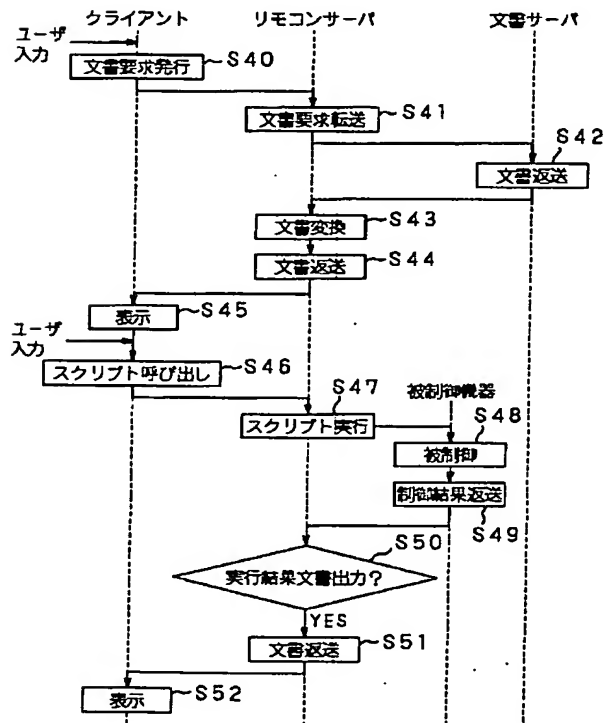 クライアント リモコンサーバ 文書サーバ
ユーザ
入力
文書要求発行 S40
文書要求転送 S41
S42
文書返送
文書変換 S43
文書返送 S44
表示 S45
ユーザ
入力
スクリプト呼び出し S46
S47
スクリプト実行
被制御機器
S48
被制御
制御結果返送
S49
S50
実行結果文書出力?
YES
文書返送 S51
表示 S52